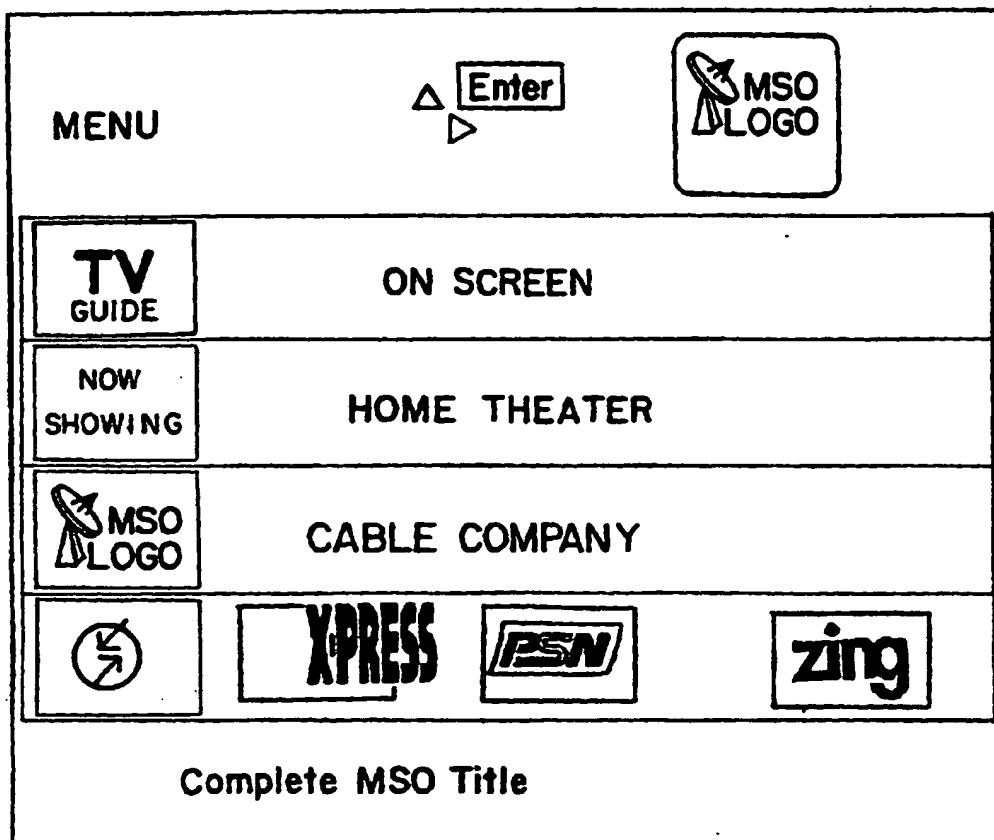 MENU
Enter
MSO
LOGO
TV
GUIDE
ON SCREEN
NOW
SHOWING
HOME THEATER
MSO
LOGO
CABLE COMPANY
X·PRESS
PSN
zing
Complete MSO Title